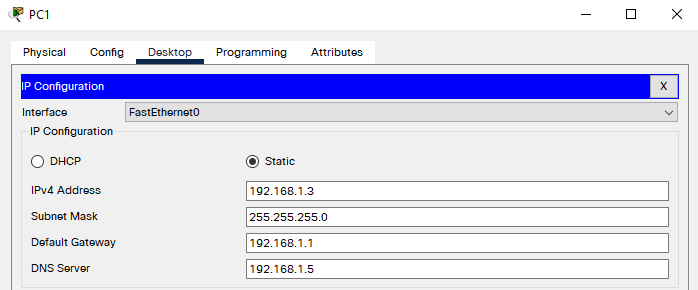 PC1
Physical Config Desktop Programming Attributes
IP Configuration X
Interface FastEthernet0
IP Configuration
DHCP Static
IPv4 Address 192.168.1.3
Subnet Mask 255.255.255.0
Default Gateway 192.168.1.1
DNS Server 192.168.1.5